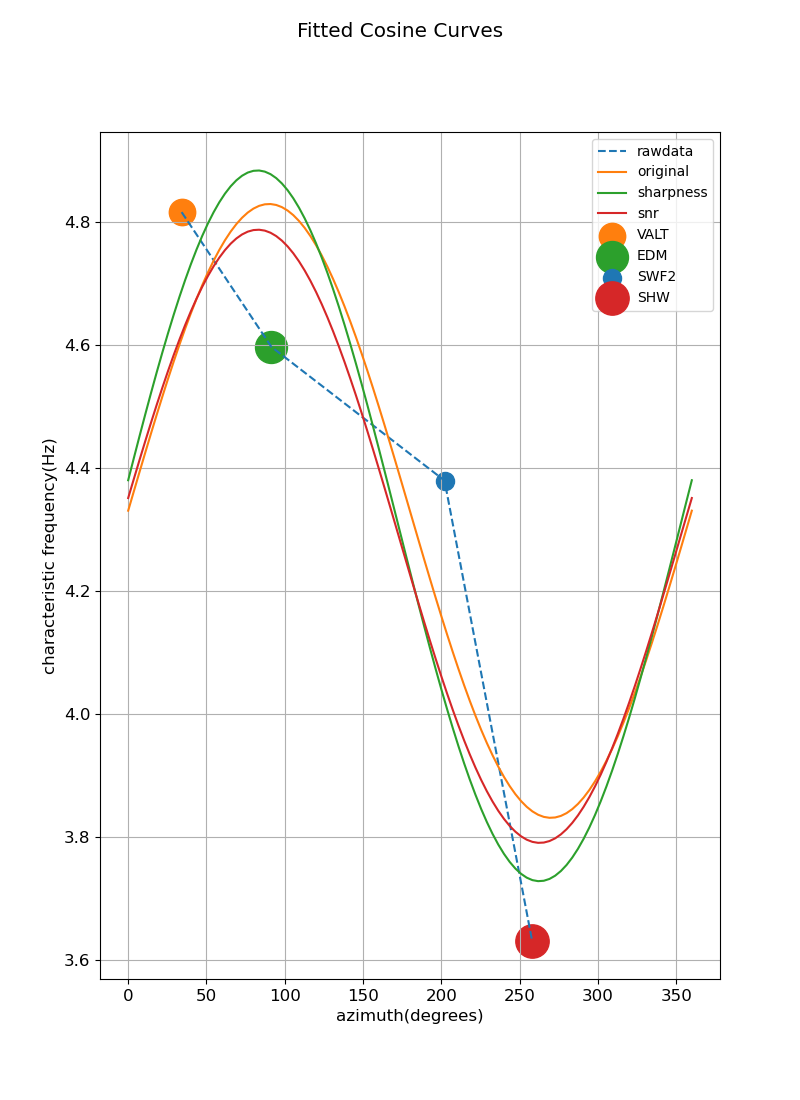 Fitted Cosine Curves
rawdata
original
sharpness
snr
VALT
EDM
SWF2
SHW
characteristic frequency(Hz)
4.8
4.6
4.4
4.2
4.0
3.8
3.6
0 50 100 150 200 250 300 350
azimuth(degrees)